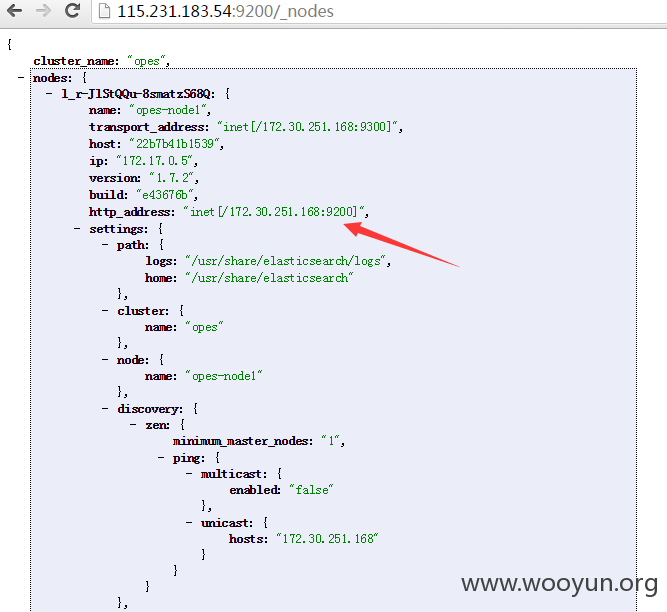 115.231.183.54:9200/_nodes
{
cluster_name: "opes",
- nodes: {
- l_r-JlStQQu-8smatzS68Q: {
name: "opes-node1",
transport_address: "inet[/172.30.251.168:9300]",
host: "22b7b41b1539",
ip: "172.17.0.5",
version: "1.7.2",
build: "e43676b",
http_address: "inet[/172.30.251.168:9200]",
- settings: {
- path: {
logs: "/usr/share/elasticsearch/logs",
home: "/usr/share/elasticsearch"
},
- cluster: {
name: "opes"
},
- node: {
name: "opes-node1"
},
- discovery: {
- zen: {
minimum_master_nodes: "1",
- ping: {
- multicast: {
enabled: "false"
},
- unicast: {
hosts: "172.30.251.168"
}
}
}
},
www.wooyun.org